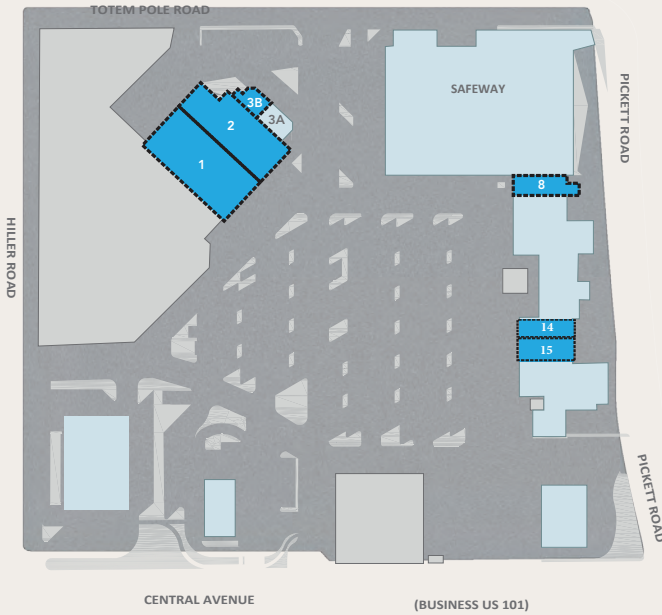 TOTEM POLE ROAD
SAFEWAY
PICKETT ROAD
3B
3A
2
1
8
HILLER ROAD
14
15
PICKETT ROAD
CENTRAL AVENUE
(BUSINESS US 101)